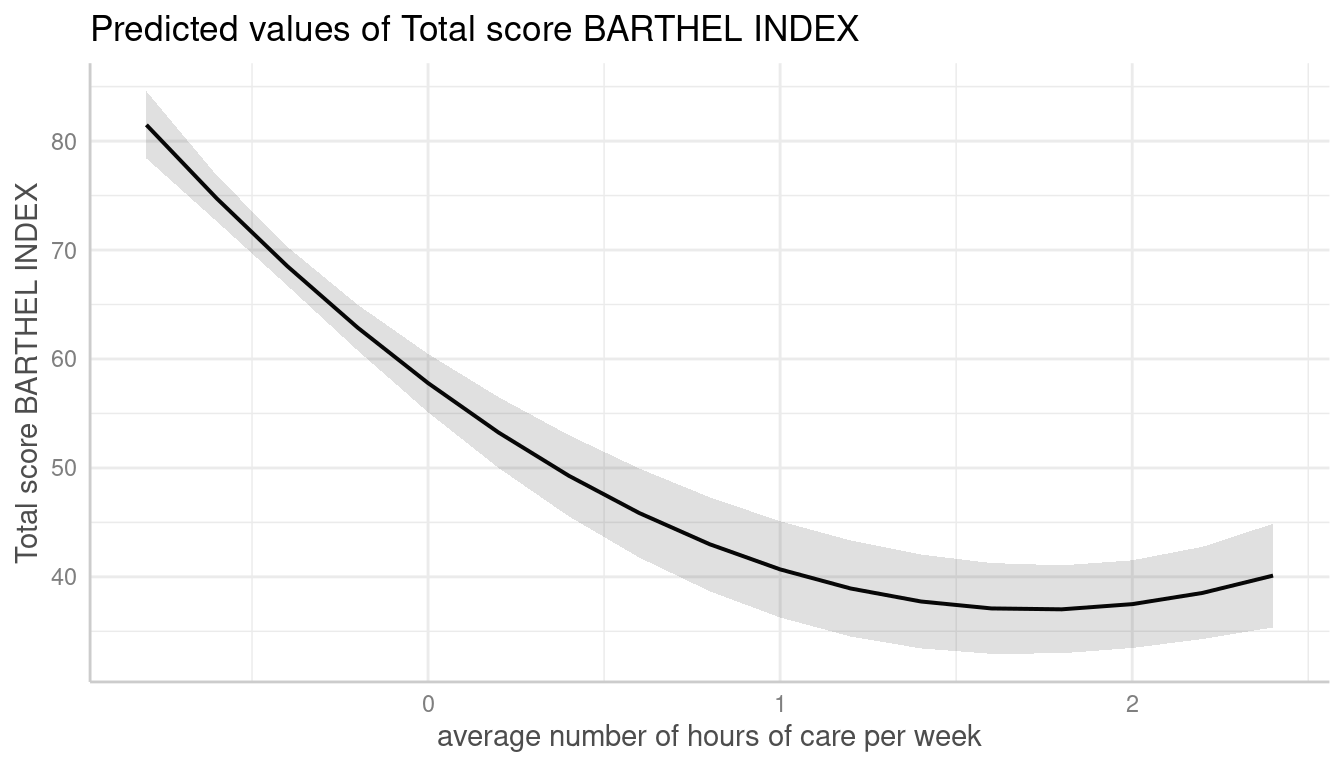 Predicted values of Total score BARTHEL INDEX
Total score BARTHEL INDEX
80
70
60
50
40
0 1 2
average number of hours of care per week